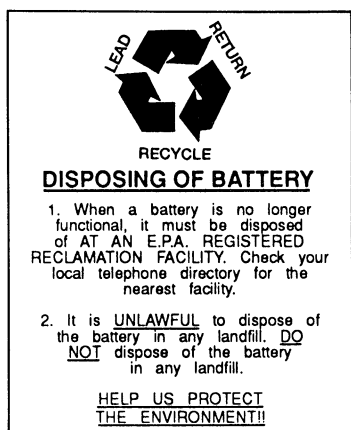 LEAD
RETURN
RECYCLE
DISPOSING OF BATTERY
1. When a battery is no longer
functional, it must be disposed
of AT AN E.P.A. REGISTERED
RECLAMATION FACILITY. Check your
local telephone directory for the
nearest facility.
2. It is UNLAWFUL to dispose of
the battery in any landfill. DO
NOT dispose of the battery
in any landfill.
HELP US PROTECT
THE ENVIRONMENT!!